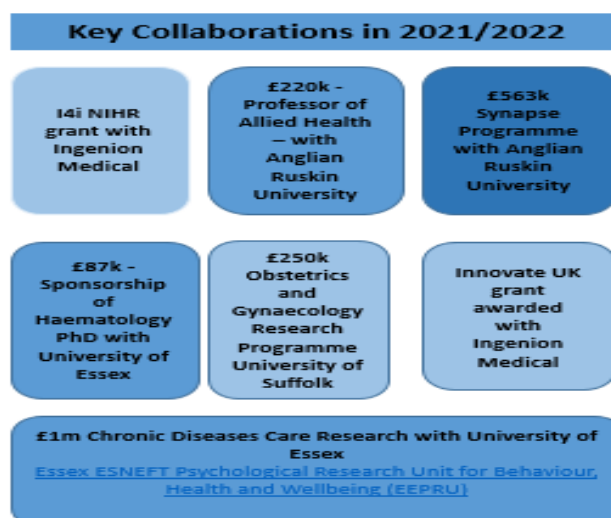 Key Collaborations in 2021/2022
I4i NIHR
grant with
Ingenion
Medical
£220k -
Professor of
Allied Health
– with
Anglian
Ruskin
University
£563k
Synapse
Programme
with Anglian
Ruskin
University
£87k -
Sponsorship
of
Haematology
PhD with
University of
Essex
£250k
Obstetrics
and
Gynaecology
Research
Programme
University of
Suffolk
Innovate UK
grant
awarded
with
Ingenion
Medical
£1m Chronic Diseases Care Research with University of
Essex
Essex ESNEFT Psychological Research Unit for Behaviour,
Health and Wellbeing (EEPRU)